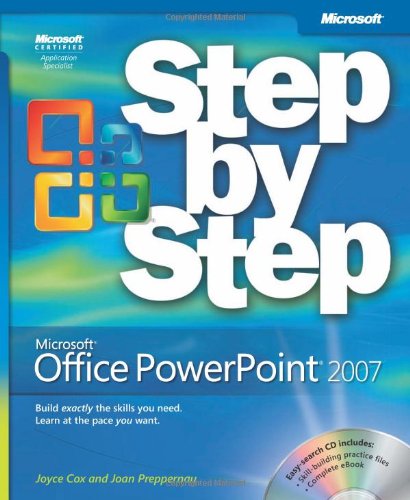 Microsoft
Microsoft
CERTIFIED
Application
Specialist
Copyrighted Material
Step
by
Step
Microsoft®
Office PowerPoint® 2007
Build exactly the skills you need.
Learn at the pace you want.
Easy-search CD includes:
• Skill-building practice files
• Complete eBook
Joyce Cox and Joan Preppernau